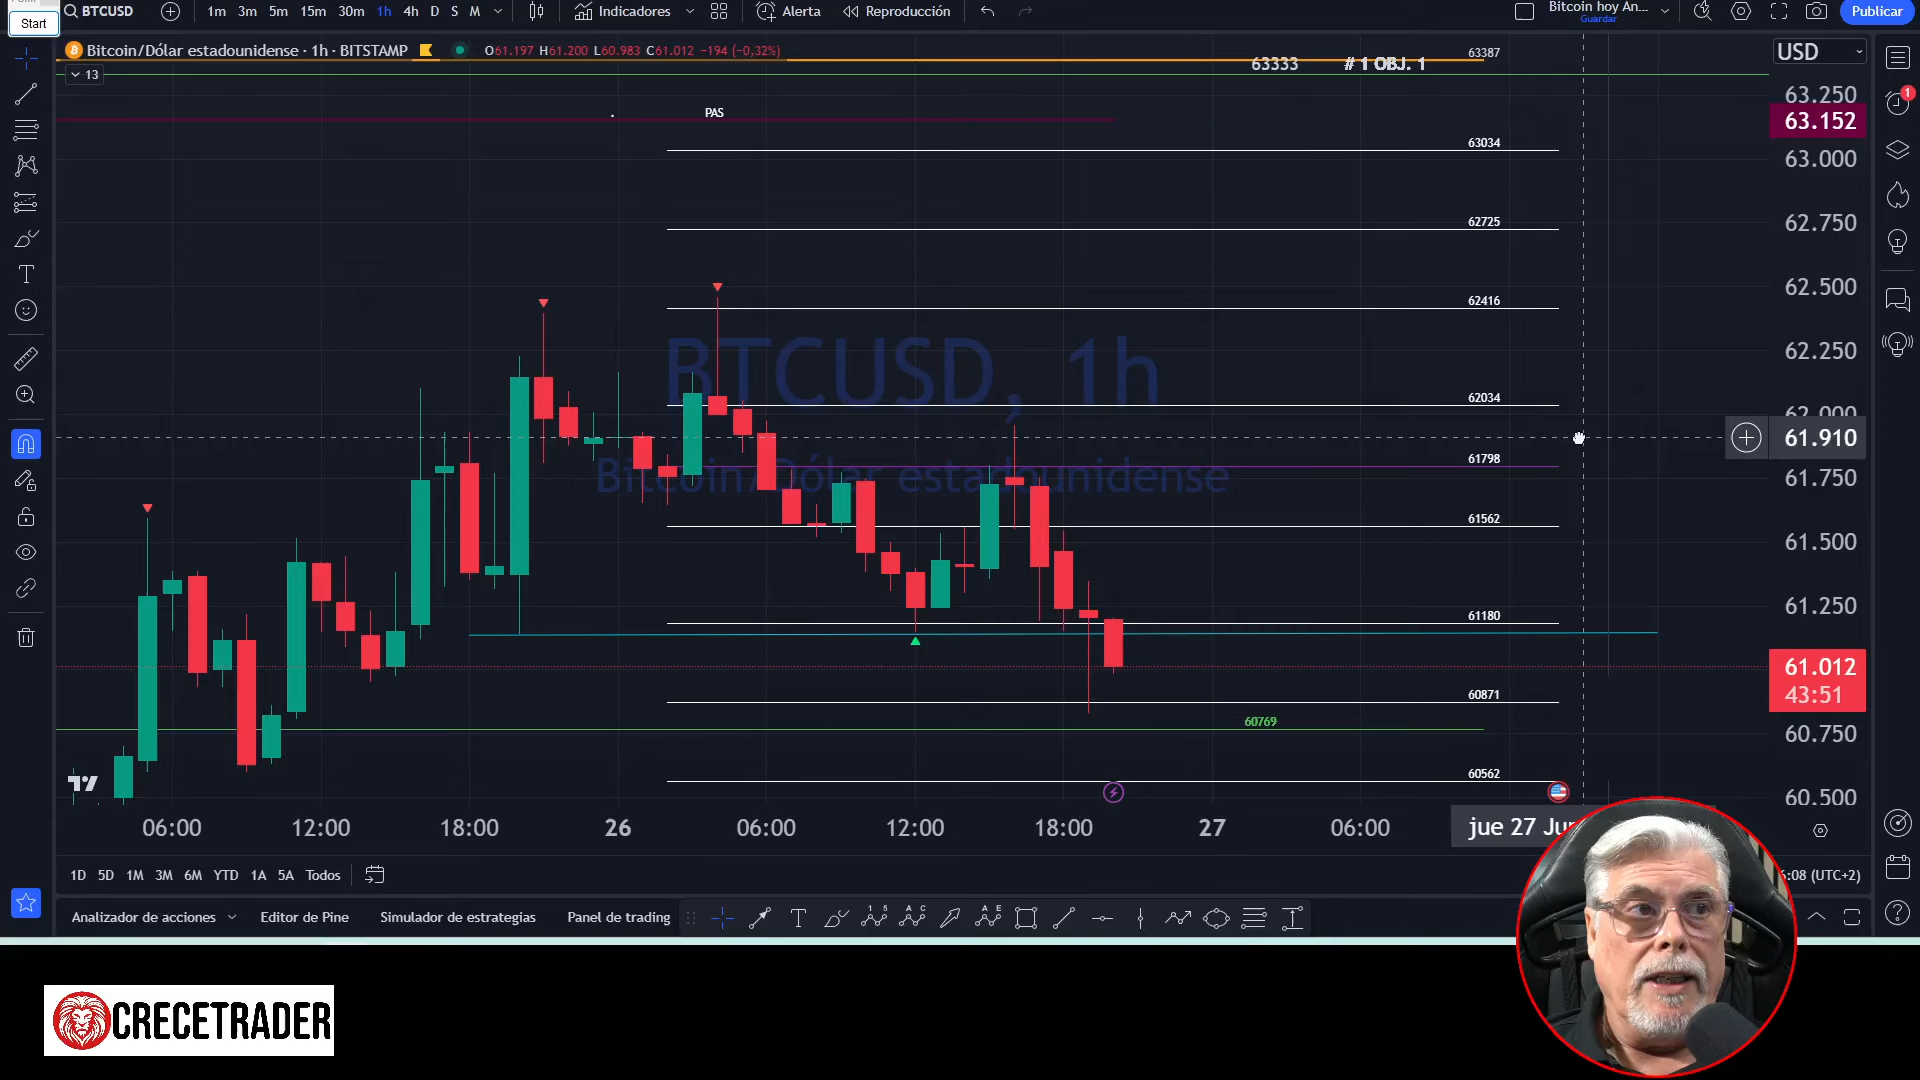 Start
BTCUSD
1m 3m 5m 15m 30m 1h 4h D S M
Indicadores
Alerta
Reproducción
Bitcoin hoy An...
Guardar
Publicar
Bitcoin/Dólar estadounidense · 1h · BITSTAMP
O61.197 H61.200 L60.983 C61.012 −194 (−0,32%)
13
USD
63387
63333
# 1 OBJ. 1
63.250
PAS
63.152
63034
63.000
62725
62.750
62416
62.500
BTCUSD, 1h
62.250
62034
62.000
61.910
61798
Bitcoin/Dólar estadounidense
61.750
61562
61.500
61180
61.250
61.012
43:51
60871
60769
60.750
60562
60.500
06:00 12:00 18:00 26 06:00 12:00 18:00 27 06:00
jue 27 Ju
1D 5D 1M 3M 6M YTD 1A 5A Todos
:08 (UTC+2)
Analizador de acciones
Editor de Pine
Simulador de estrategias
Panel de trading
1
CRECETRADER